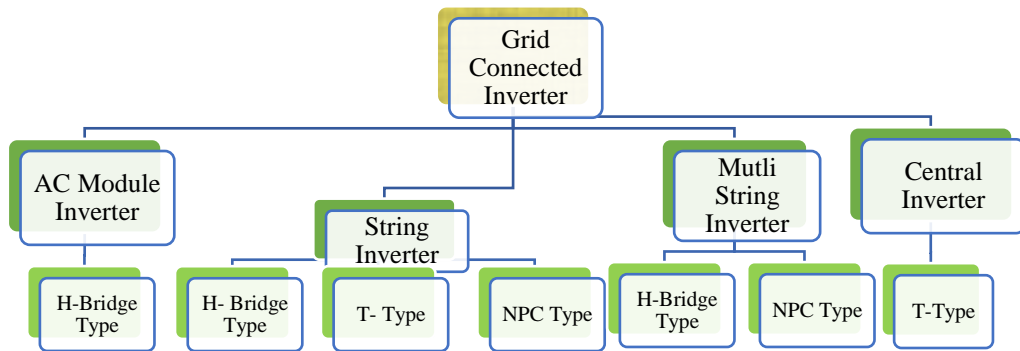 Grid
Connected
Inverter
AC Module
Inverter
String
Inverter
Mutli
String
Inverter
Central
Inverter
H-Bridge
Type
H- Bridge
Type
T- Type
NPC Type
H-Bridge
Type
NPC Type
T-Type